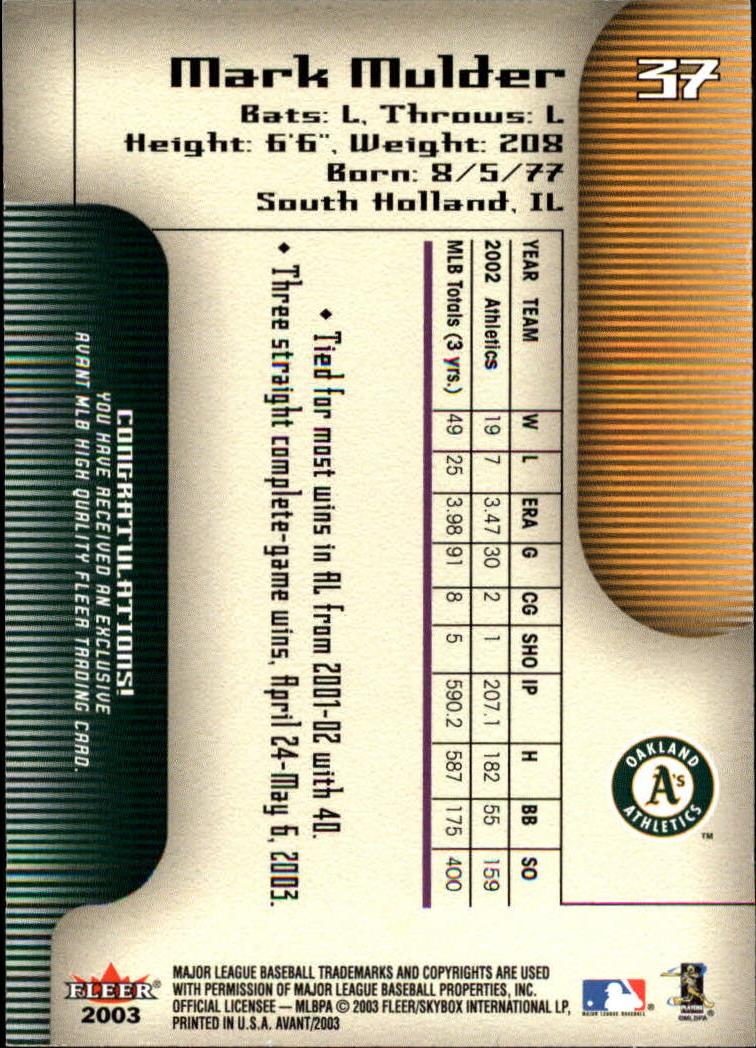 37
Mark Mulder
Bats: L, Throws: L
Height: 6'6", Weight: 208
Born: 8/5/77
South Holland, IL
YEAR TEAM W L ERA G CG SHO IP H BB SO
2002 Athletics 19 7 3.47 30 2 1 207.1 182 55 159
MLB Totals (3 yrs.) 49 25 3.98 91 8 5 590.2 587 175 400
◆ Tied for most wins in AL from 2001-02 with 40.
◆ Three straight complete-game wins, April 24-May 6, 2003.
OAKLAND
A's
ATHLETICS
TM
CONGRATULATIONS!
YOU HAVE RECEIVED AN EXCLUSIVE
AVANT MLB HIGH QUALITY FLEER TRADING CARD.
FLEER®
2003
MAJOR LEAGUE BASEBALL TRADEMARKS AND COPYRIGHTS ARE USED
WITH PERMISSION OF MAJOR LEAGUE BASEBALL PROPERTIES, INC.
OFFICIAL LICENSEE — MLBPA © 2003 FLEER/SKYBOX INTERNATIONAL LP,
PRINTED IN U.S.A. AVANT/2003
MAJOR LEAGUE BASEBALL®
PLAYERS
©MLBPA